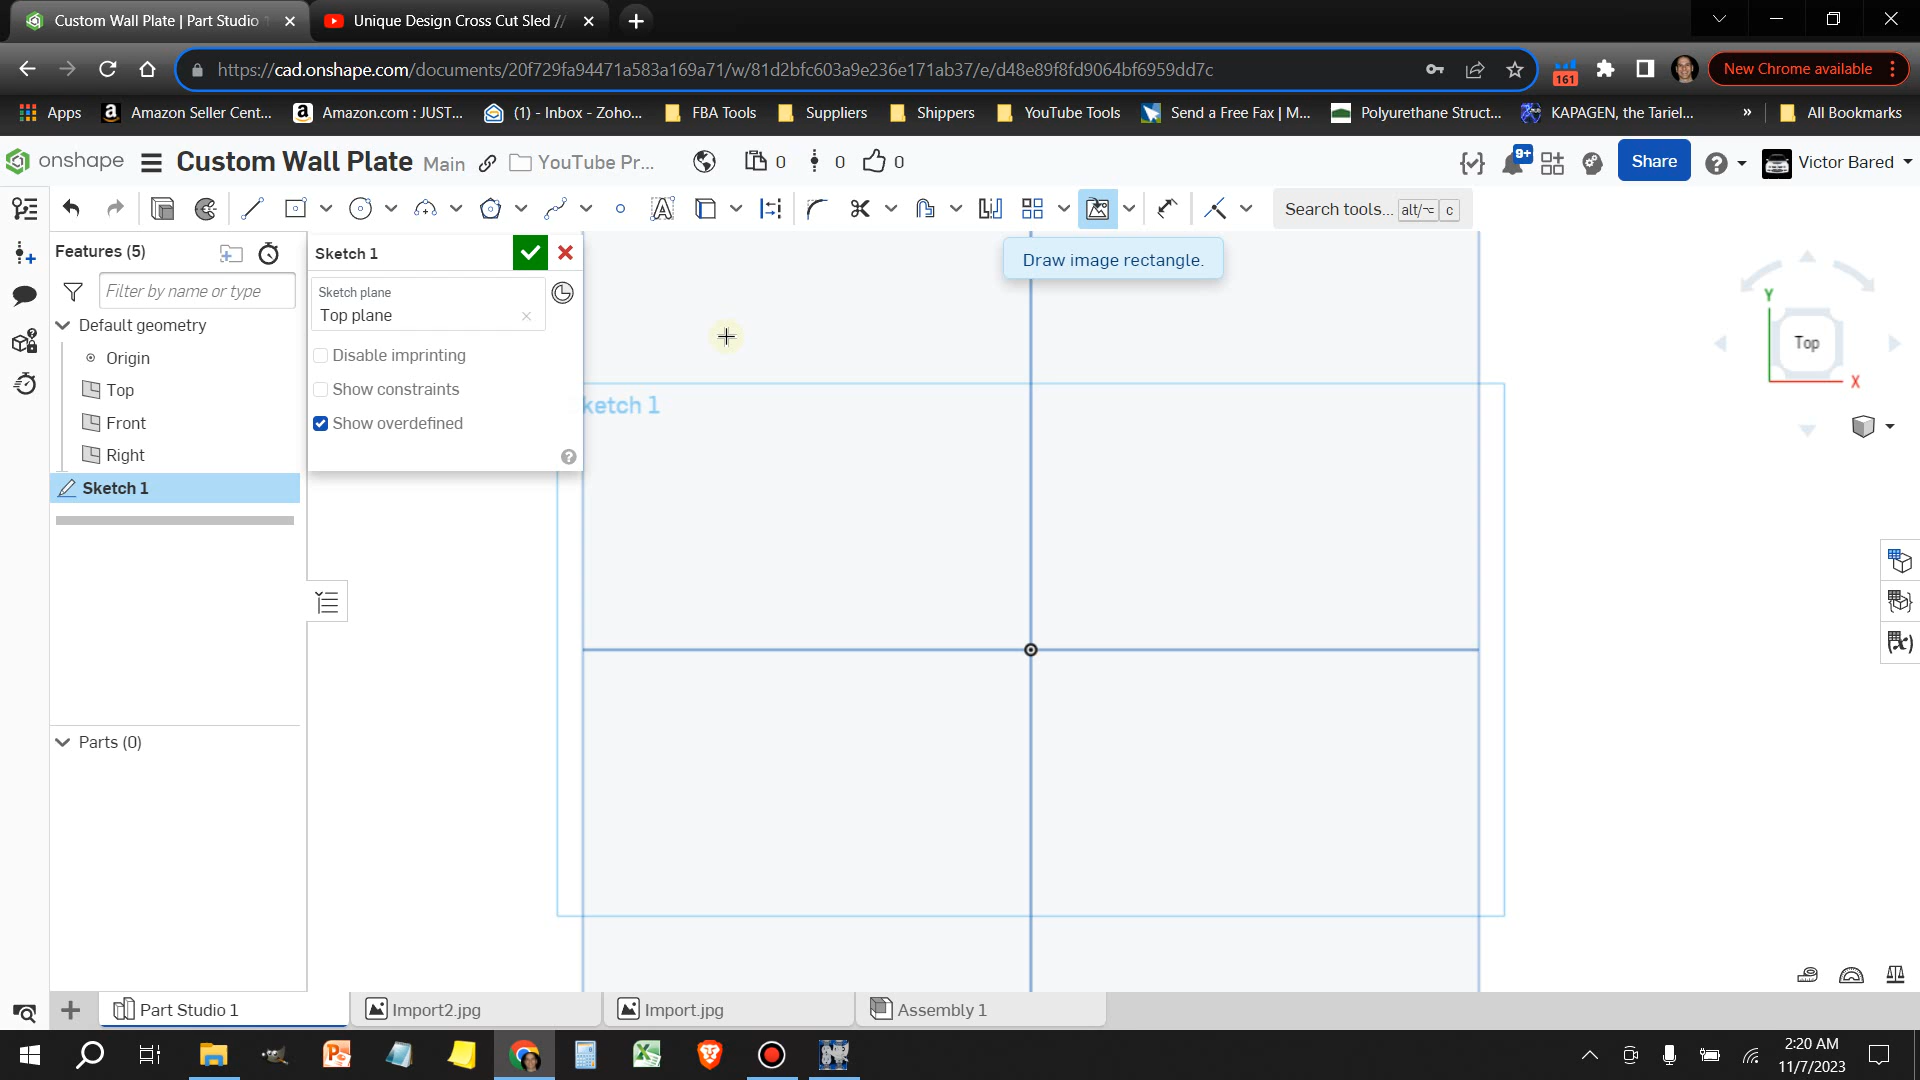 Custom Wall Plate | Part Studio
Unique Design Cross Cut Sled //
https://cad.onshape.com/documents/20f729fa94471a583a169a71/w/81d2bfc603a9e236e171ab37/e/d48e89f8fd9064bf6959dd7c
161
New Chrome available
Apps
Amazon Seller Cent...
Amazon.com : JUST...
(1) - Inbox - Zoho...
FBA Tools
Suppliers
Shippers
YouTube Tools
Send a Free Fax | M...
Polyurethane Struct...
KAPAGEN, the Tariel...
»
All Bookmarks
onshape
Custom Wall Plate Main
YouTube Pr...
0
0
0
9+
Share
Victor Bared
Search tools... alt/⌥ c
Features (5)
Filter by name or type
Default geometry
Origin
Top
Front
Right
Sketch 1
Parts (0)
Sketch 1
Sketch plane
Top plane
Disable imprinting
Show constraints
Show overdefined
Draw image rectangle.
ketch 1
Y
Top
X
Part Studio 1
Import2.jpg
Import.jpg
Assembly 1
2:20 AM
11/7/2023